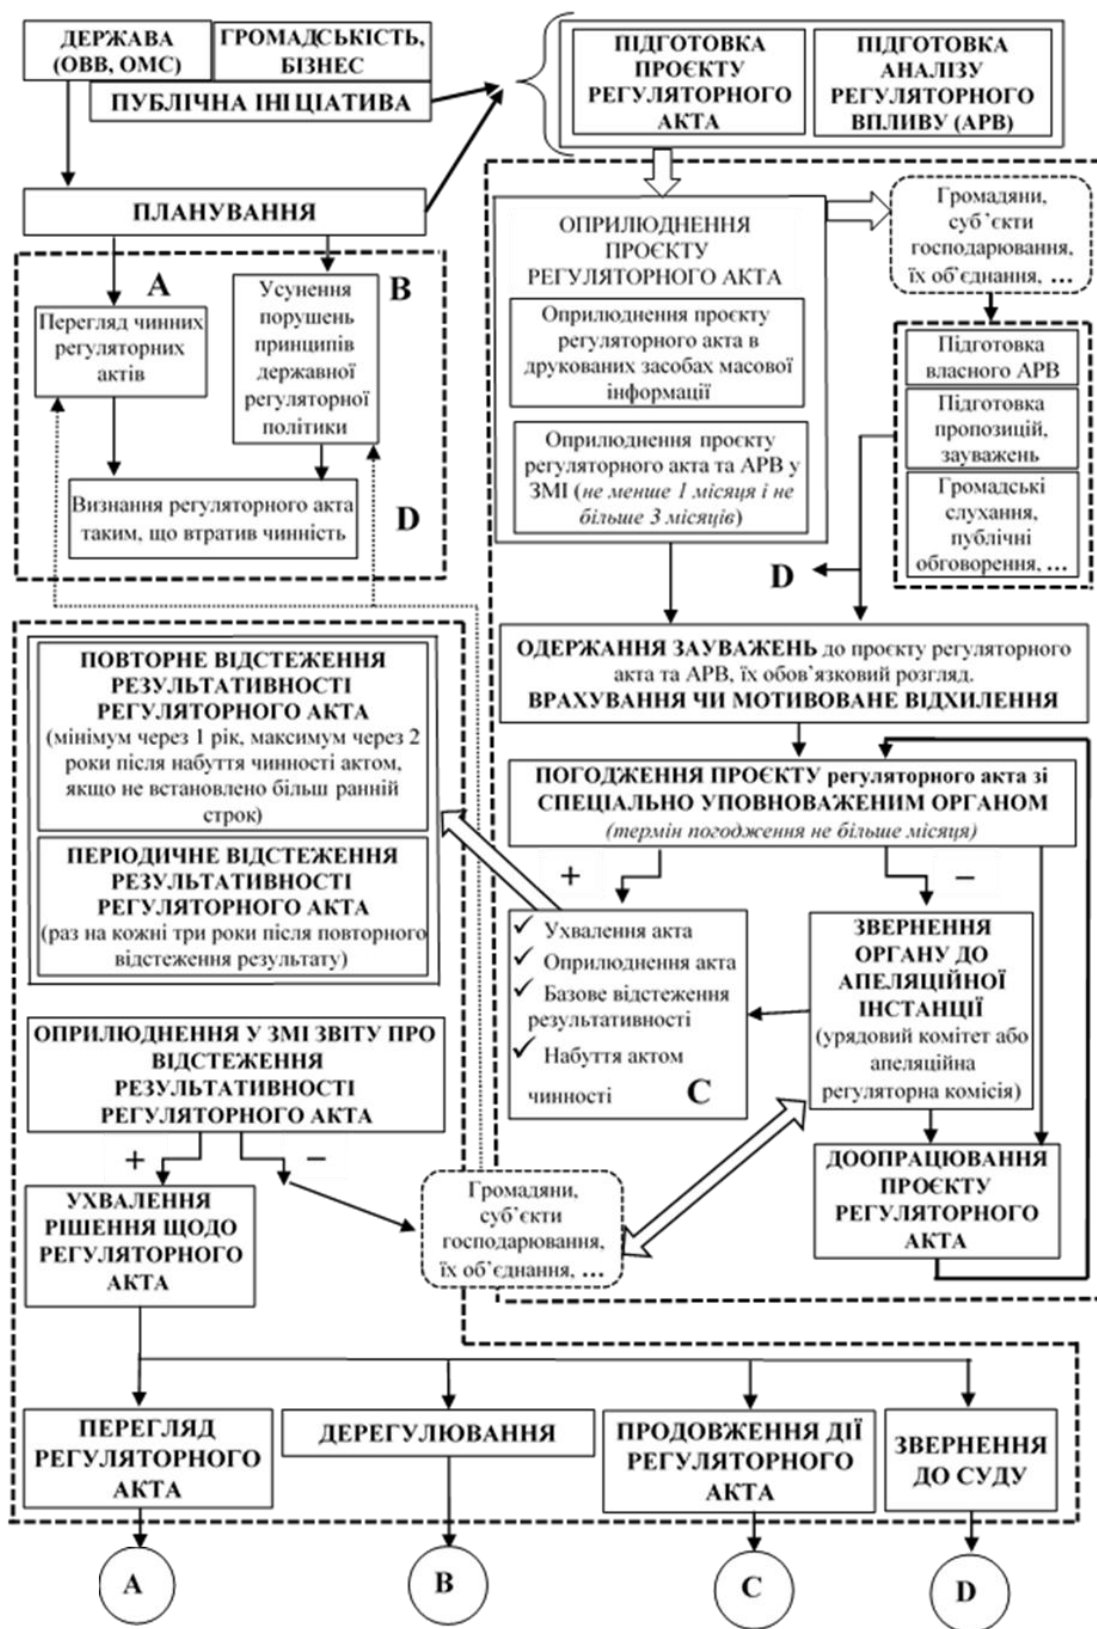 ДЕРЖАВА
(ОВВ, ОМС)
ГРОМАДСЬКІСТЬ,
БІЗНЕС
ПУБЛІЧНА ІНІЦІАТИВА
ПІДГОТОВКА
ПРОЄКТУ
РЕГУЛЯТОРНОГО
АКТА
ПІДГОТОВКА
АНАЛІЗУ
РЕГУЛЯТОРНОГО
ВПЛИВУ (АРВ)
ПЛАНУВАННЯ
A
Перегляд чинних
регуляторних
актів
B
Усунення
порушень
принципів
державної
регуляторної
політики
Визнання регуляторного акта
таким, що втратив чинність
D
ОПРИЛЮДНЕННЯ
ПРОЄКТУ
РЕГУЛЯТОРНОГО АКТА
Оприлюднення проєкту
регуляторного акта в
друкованих засобах масової
інформації
Оприлюднення проєкту
регуляторного акта та АРВ у
ЗМІ (не менше 1 місяця і не
більше 3 місяців)
Громадяни,
суб’єкти
господарювання,
їх об’єднання, ...
Підготовка
власного АРВ
Підготовка
пропозицій,
зауважень
Громадські
слухання,
публічні
обговорення, ...
D
ОДЕРЖАННЯ ЗАУВАЖЕНЬ до проєкту регуляторного
акта та АРВ, їх обов’язковий розгляд.
ВРАХУВАННЯ ЧИ МОТИВОВАНЕ ВІДХИЛЕННЯ
ПОГОДЖЕННЯ ПРОЄКТУ регуляторного акта зі
СПЕЦІАЛЬНО УПОВНОВАЖЕНИМ ОРГАНОМ
(термін погодження не більше місяця)
+
–
✓ Ухвалення акта
✓ Оприлюднення акта
✓ Базове відстеження
результативності
✓ Набуття актом
чинності
C
ЗВЕРНЕННЯ
ОРГАНУ ДО
АПЕЛЯЦІЙНОЇ
ІНСТАНЦІЇ
(урядовий комітет або
апеляційна
регуляторна комісія)
ДООПРАЦЮВАННЯ
ПРОЄКТУ
РЕГУЛЯТОРНОГО
АКТА
ПОВТОРНЕ ВІДСТЕЖЕННЯ
РЕЗУЛЬТАТИВНОСТІ
РЕГУЛЯТОРНОГО АКТА
(мінімум через 1 рік, максимум через 2
роки після набуття чинності актом,
якщо не встановлено більш ранній
строк)
ПЕРІОДИЧНЕ ВІДСТЕЖЕННЯ
РЕЗУЛЬТАТИВНОСТІ
РЕГУЛЯТОРНОГО АКТА
(раз на кожні три роки після повторного
відстеження результату)
ОПРИЛЮДНЕННЯ У ЗМІ ЗВІТУ ПРО
ВІДСТЕЖЕННЯ
РЕЗУЛЬТАТИВНОСТІ
РЕГУЛЯТОРНОГО АКТА
+
–
УХВАЛЕННЯ
РІШЕННЯ ЩОДО
РЕГУЛЯТОРНОГО
АКТА
Громадяни,
суб’єкти
господарювання,
їх об’єднання, ...
ПЕРЕГЛЯД
РЕГУЛЯТОРНОГО
АКТА
ДЕРЕГУЛЮВАННЯ
ПРОДОВЖЕННЯ ДІЇ
РЕГУЛЯТОРНОГО
АКТА
ЗВЕРНЕННЯ
ДО СУДУ
A
B
C
D